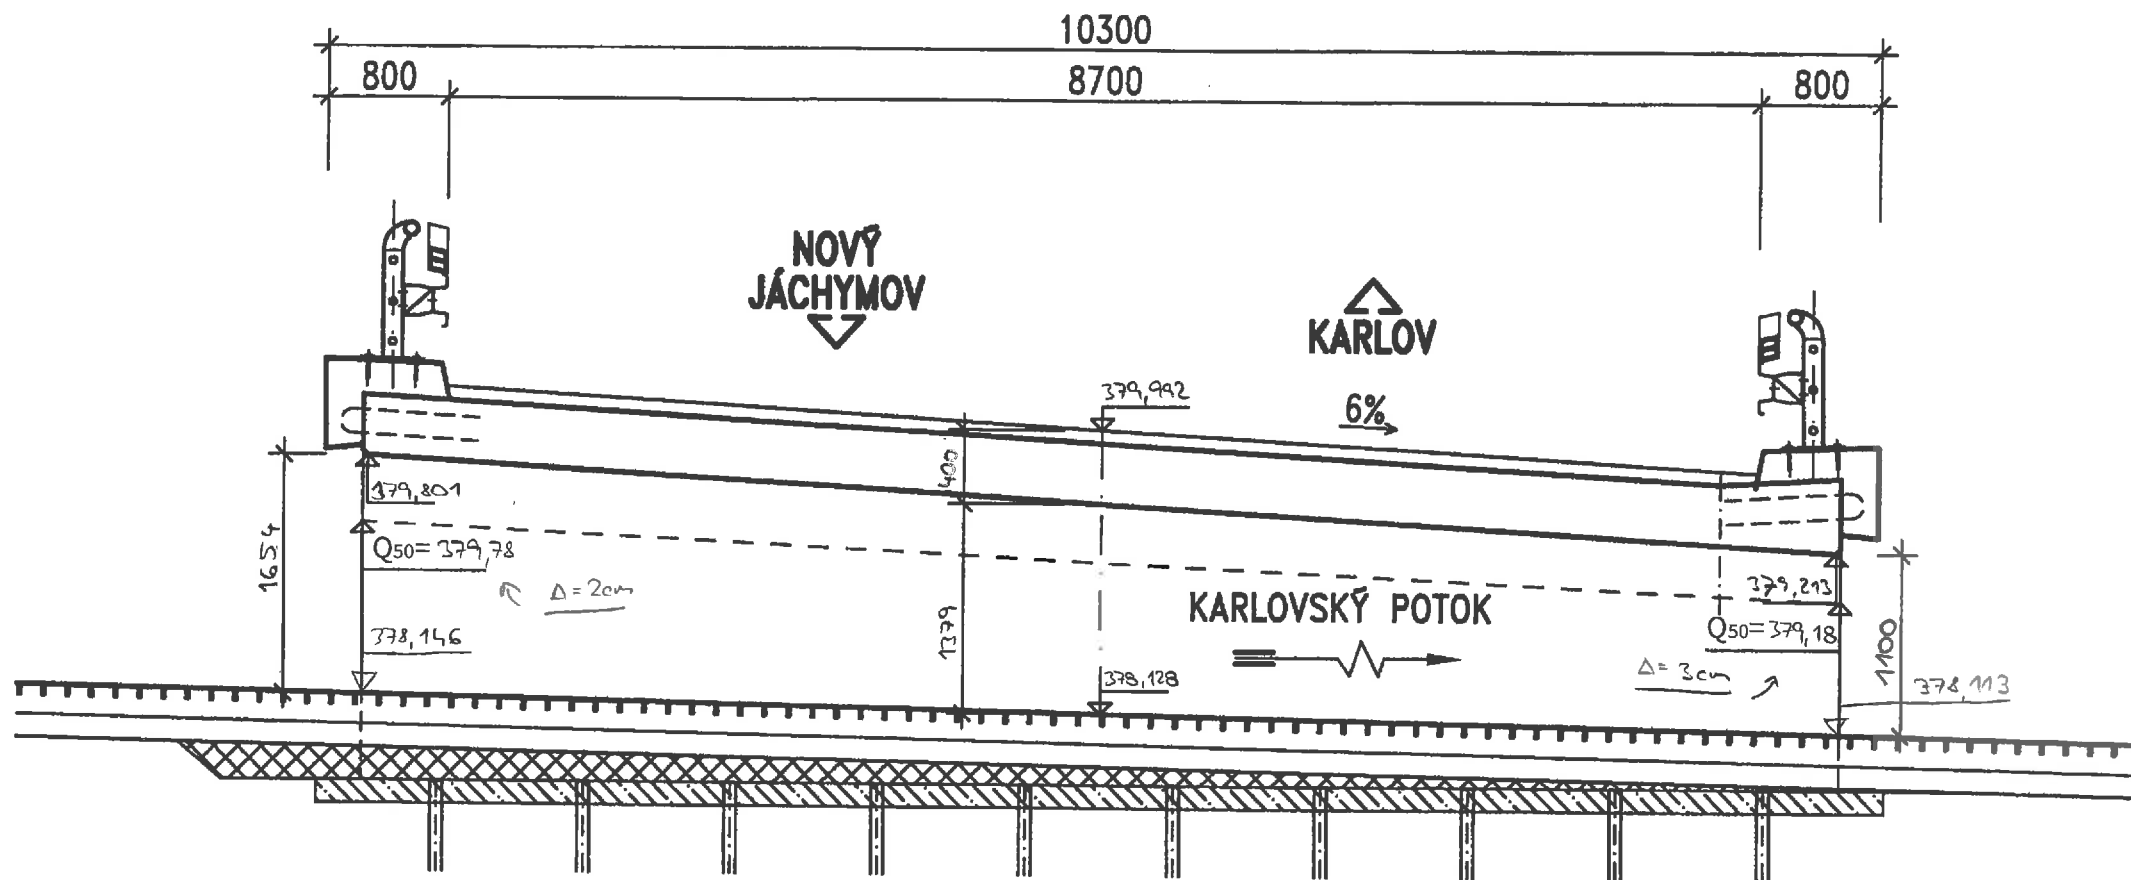 10300
800
8700
800
NOVÝ
JÁCHYMOV
KARLOV
379,992
6%
400
379,801
Q50=379,78
Δ=2cm
1654
378,146
1379
KARLOVSKÝ POTOK
379,213
Q50=379,18
Δ= 3cm
1100
378,128
378,113